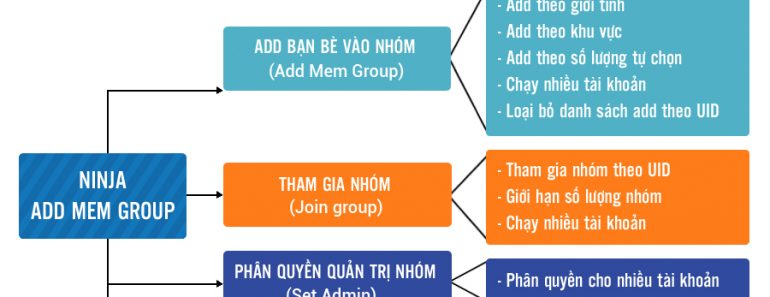 - Add theo giới tính
- Add theo khu vực
- Add theo số lượng tự chọn
- Chạy nhiều tài khoản
- Loại bỏ danh sách add theo UID
ADD BẠN BÈ VÀO NHÓM
(Add Mem Group)
NINJA
ADD MEM GROUP
THAM GIA NHÓM
(Join group)
- Tham gia nhóm theo UID
- Giới hạn số lượng nhóm
- Chạy nhiều tài khoản
PHÂN QUYỀN QUẢN TRỊ NHÓM
(Set Admin)
- Phân quyền cho nhiều tài khoản